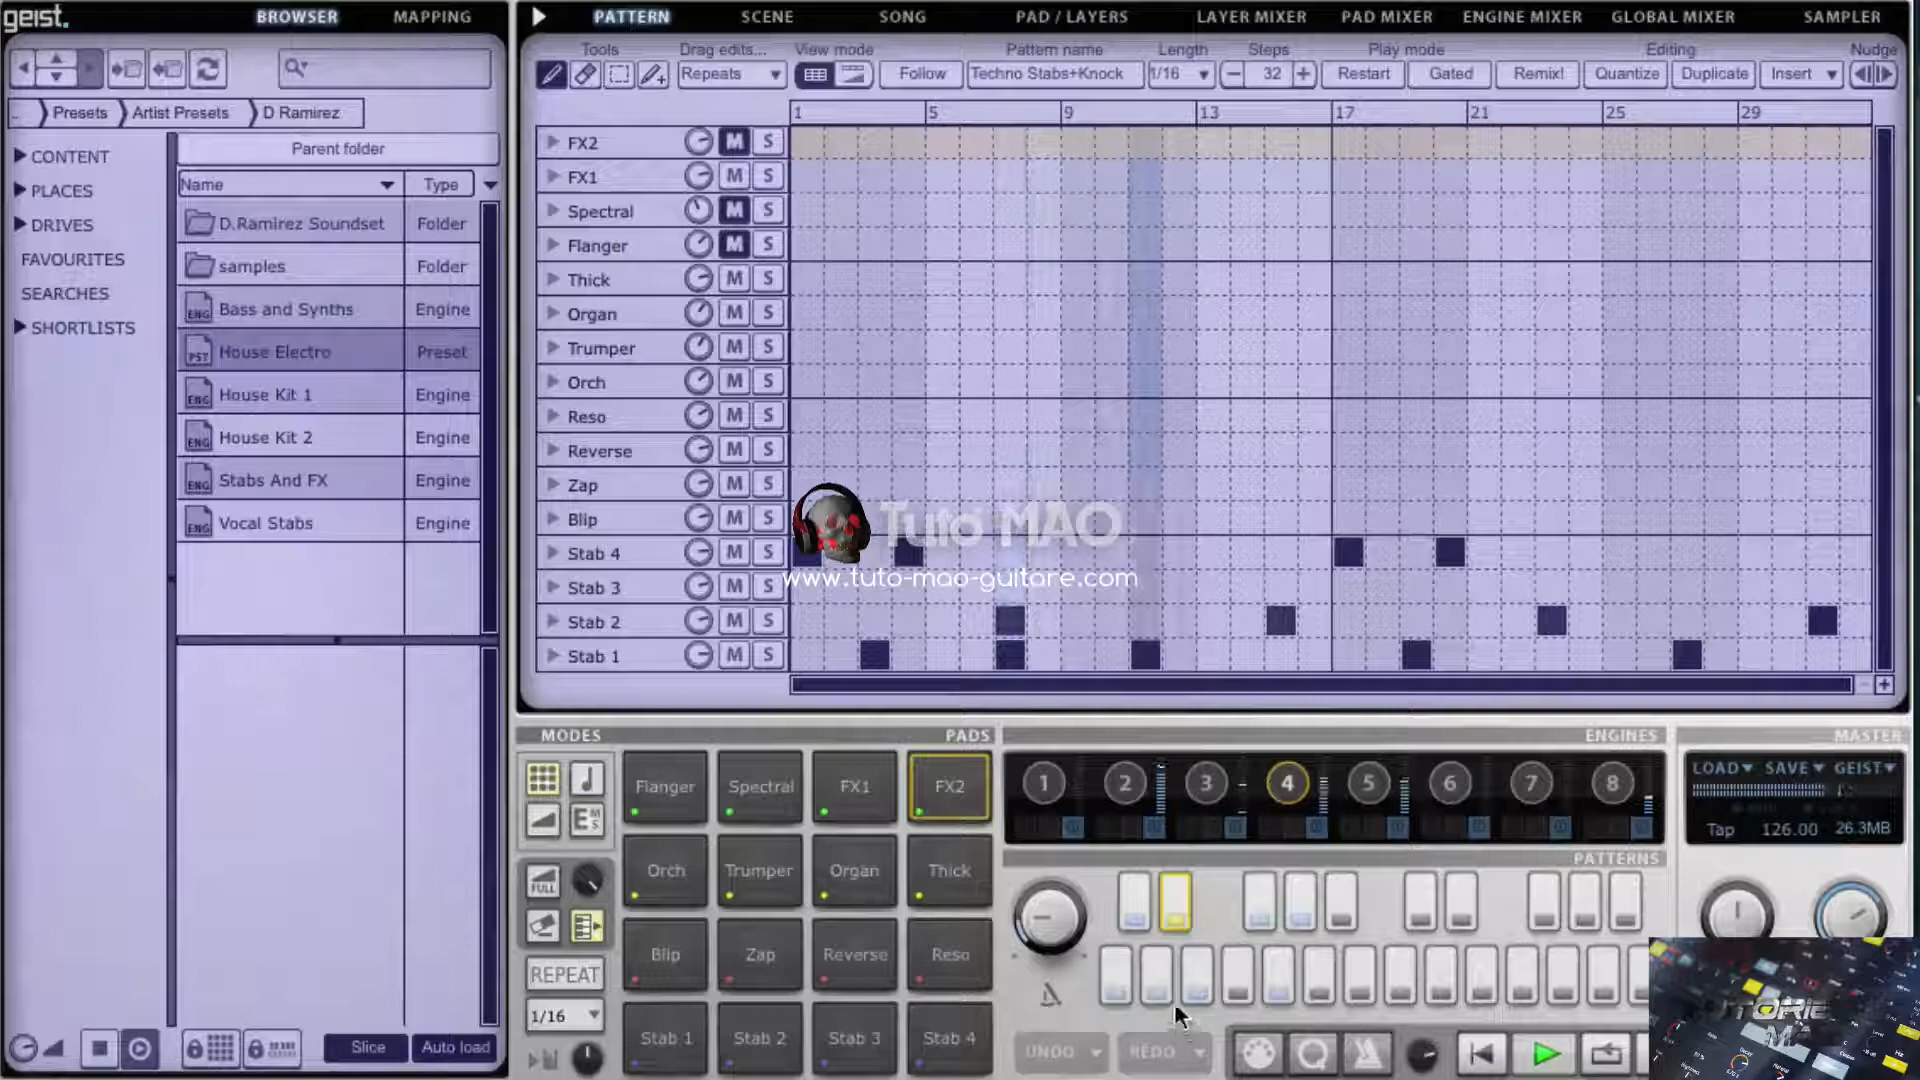 geist.
BROWSER MAPPING
PATTERN SCENE SONG PAD / LAYERS LAYER MIXER PAD MIXER ENGINE MIXER GLOBAL MIXER SAMPLER
Tools Drag edits... View mode Pattern name Length Steps Play mode Editing Nudge
Repeats Follow Techno Stabs+Knock 1/16 32 Restart Gated Remix! Quantize Duplicate Insert
.. Presets Artist Presets D Ramirez
Parent folder
Name Type
CONTENT
PLACES
DRIVES
FAVOURITES
SEARCHES
SHORTLISTS
D.Ramirez Soundset Folder
samples Folder
ENG Bass and Synths Engine
PST House Electro Preset
ENG House Kit 1 Engine
ENG House Kit 2 Engine
ENG Stabs And FX Engine
ENG Vocal Stabs Engine
1 5 9 13 17 21 25 29
FX2 M S
FX1 M S
Spectral M S
Flanger M S
Thick M S
Organ M S
Trumper M S
Orch M S
Reso M S
Reverse M S
Zap M S
Blip M S
Stab 4 M S
Stab 3 M S
Stab 2 M S
Stab 1 M S
Tuto MAO
www.tuto-mao-guitare.com
MODES PADS ENGINES MASTER
Flanger Spectral FX1 FX2
Orch Trumper Organ Thick
Blip Zap Reverse Reso
Stab 1 Stab 2 Stab 3 Stab 4
FULL
REPEAT
1/16
1 2 3 4 5 6 7 8
LOAD SAVE GEIST
Tap 126.00 26.3MB
PATTERNS
UNDO REDO
Slice Auto load